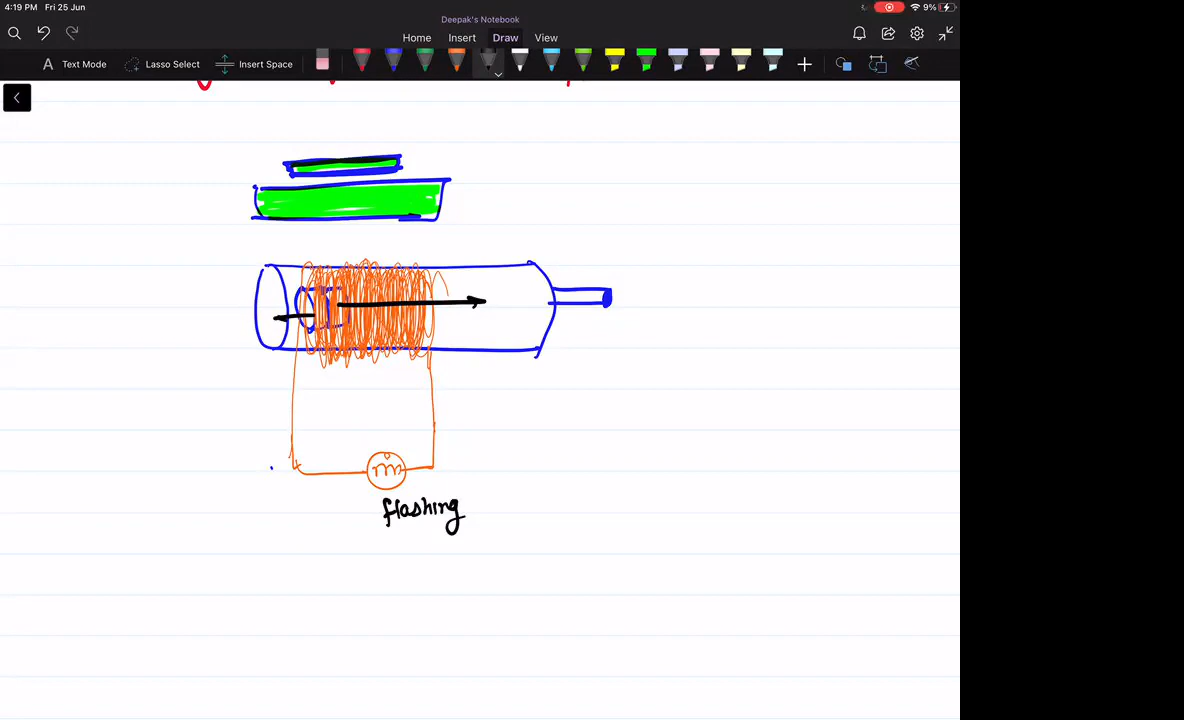 4:19 PM Fri 25 Jun
9%
Deepak's Notebook
Home Insert Draw View
A Text Mode Lasso Select Insert Space
flashing